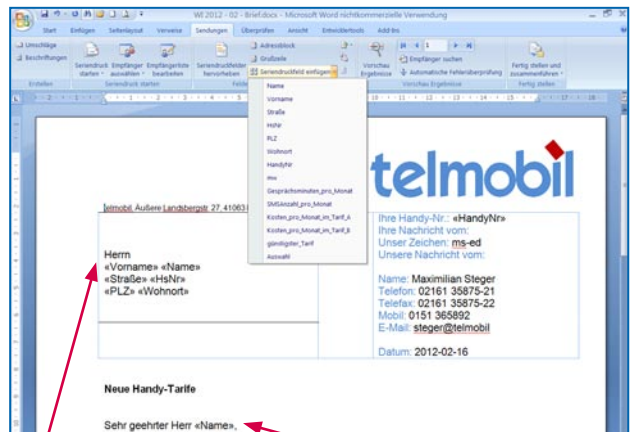 WI 2012 - 02 - Brief.docx - Microsoft Word nichtkommerzielle Verwendung
Start Einfügen Seitenlayout Verweise Sendungen Überprüfen Ansicht Entwicklertools Add-Ins
Umschläge
Beschriftungen
Erstellen
Seriendruck starten
Empfänger auswählen
Empfängerliste bearbeiten
Seriendruck starten
Seriendruckfelder hervorheben
Adressblock
Grußzeile
Seriendruckfeld einfügen
Vorschau Ergebnisse
1
Empfänger suchen
Automatische Fehlerüberprüfung
Vorschau Ergebnisse
Fertig stellen und zusammenführen
Fertig stellen
Name
Vorname
Straße
HsNr
PLZ
Wohnort
HandyNr
mw
Gesprächsminuten_pro_Monat
SMSAnzahl_pro_Monat
Kosten_pro_Monat_im_Tarif_A
Kosten_pro_Monat_im_Tarif_B
günstigster_Tarif
Auswahl
telmobil
telmobil, Äußere Landsbergstr. 27, 41063
Herrn
«Vorname» «Name»
«Straße» «HsNr»
«PLZ» «Wohnort»
Ihre Handy-Nr.: «HandyNr»
Ihre Nachricht vom:
Unser Zeichen: ms-ed
Unsere Nachricht vom:
Name: Maximilian Steger
Telefon: 02161 35875-21
Telefax: 02161 35875-22
Mobil: 0151 365892
E-Mail: steger@telmobil
Datum: 2012-02-16
Neue Handy-Tarife
Sehr geehrter Herr «Name»,